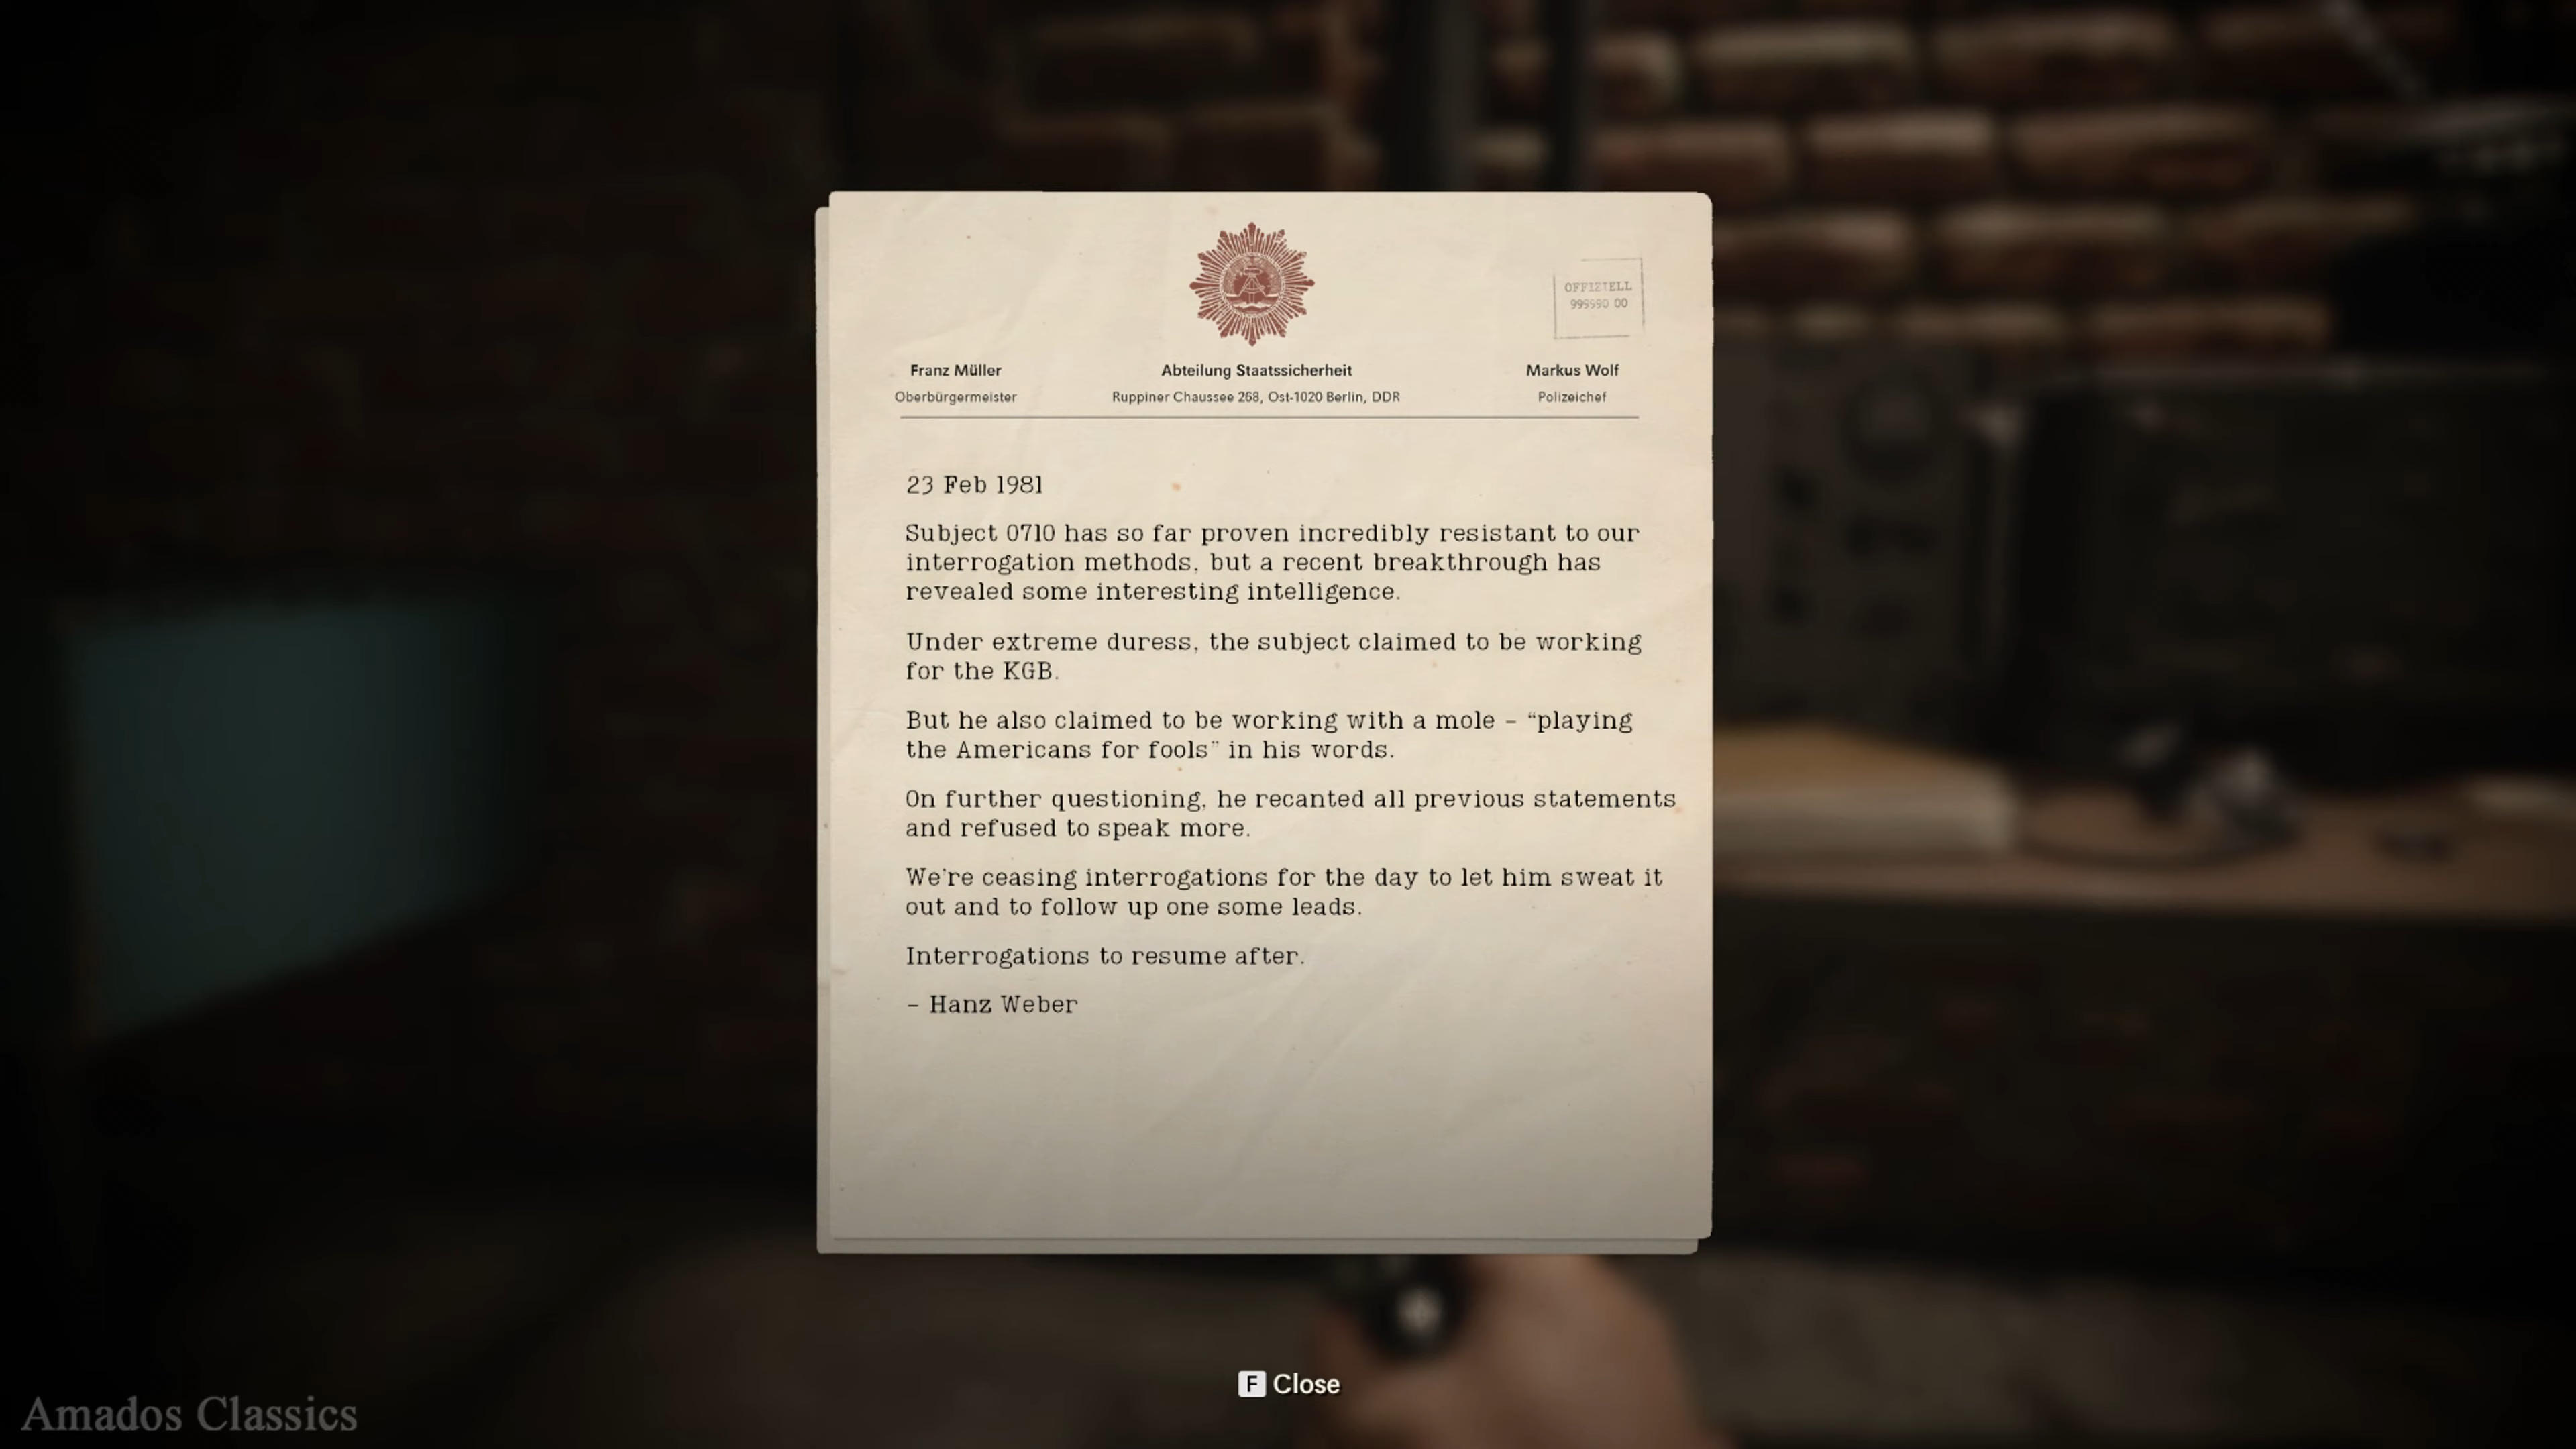 OFFIZTELL
999990 00
Franz Müller
Abteilung Staatssicherheit
Markus Wolf
Oberbürgermeister
Ruppiner Chaussee 268, Ost-1020 Berlin, DDR
Polizeichef
23 Feb 1981
Subject 0710 has so far proven incredibly resistant to our
interrogation methods, but a recent breakthrough has
revealed some interesting intelligence.
Under extreme duress, the subject claimed to be working
for the KGB.
But he also claimed to be working with a mole – “playing
the Americans for fools” in his words.
On further questioning, he recanted all previous statements
and refused to speak more.
We're ceasing interrogations for the day to let him sweat it
out and to follow up one some leads.
Interrogations to resume after.
– Hanz Weber
F Close
Amados Classics